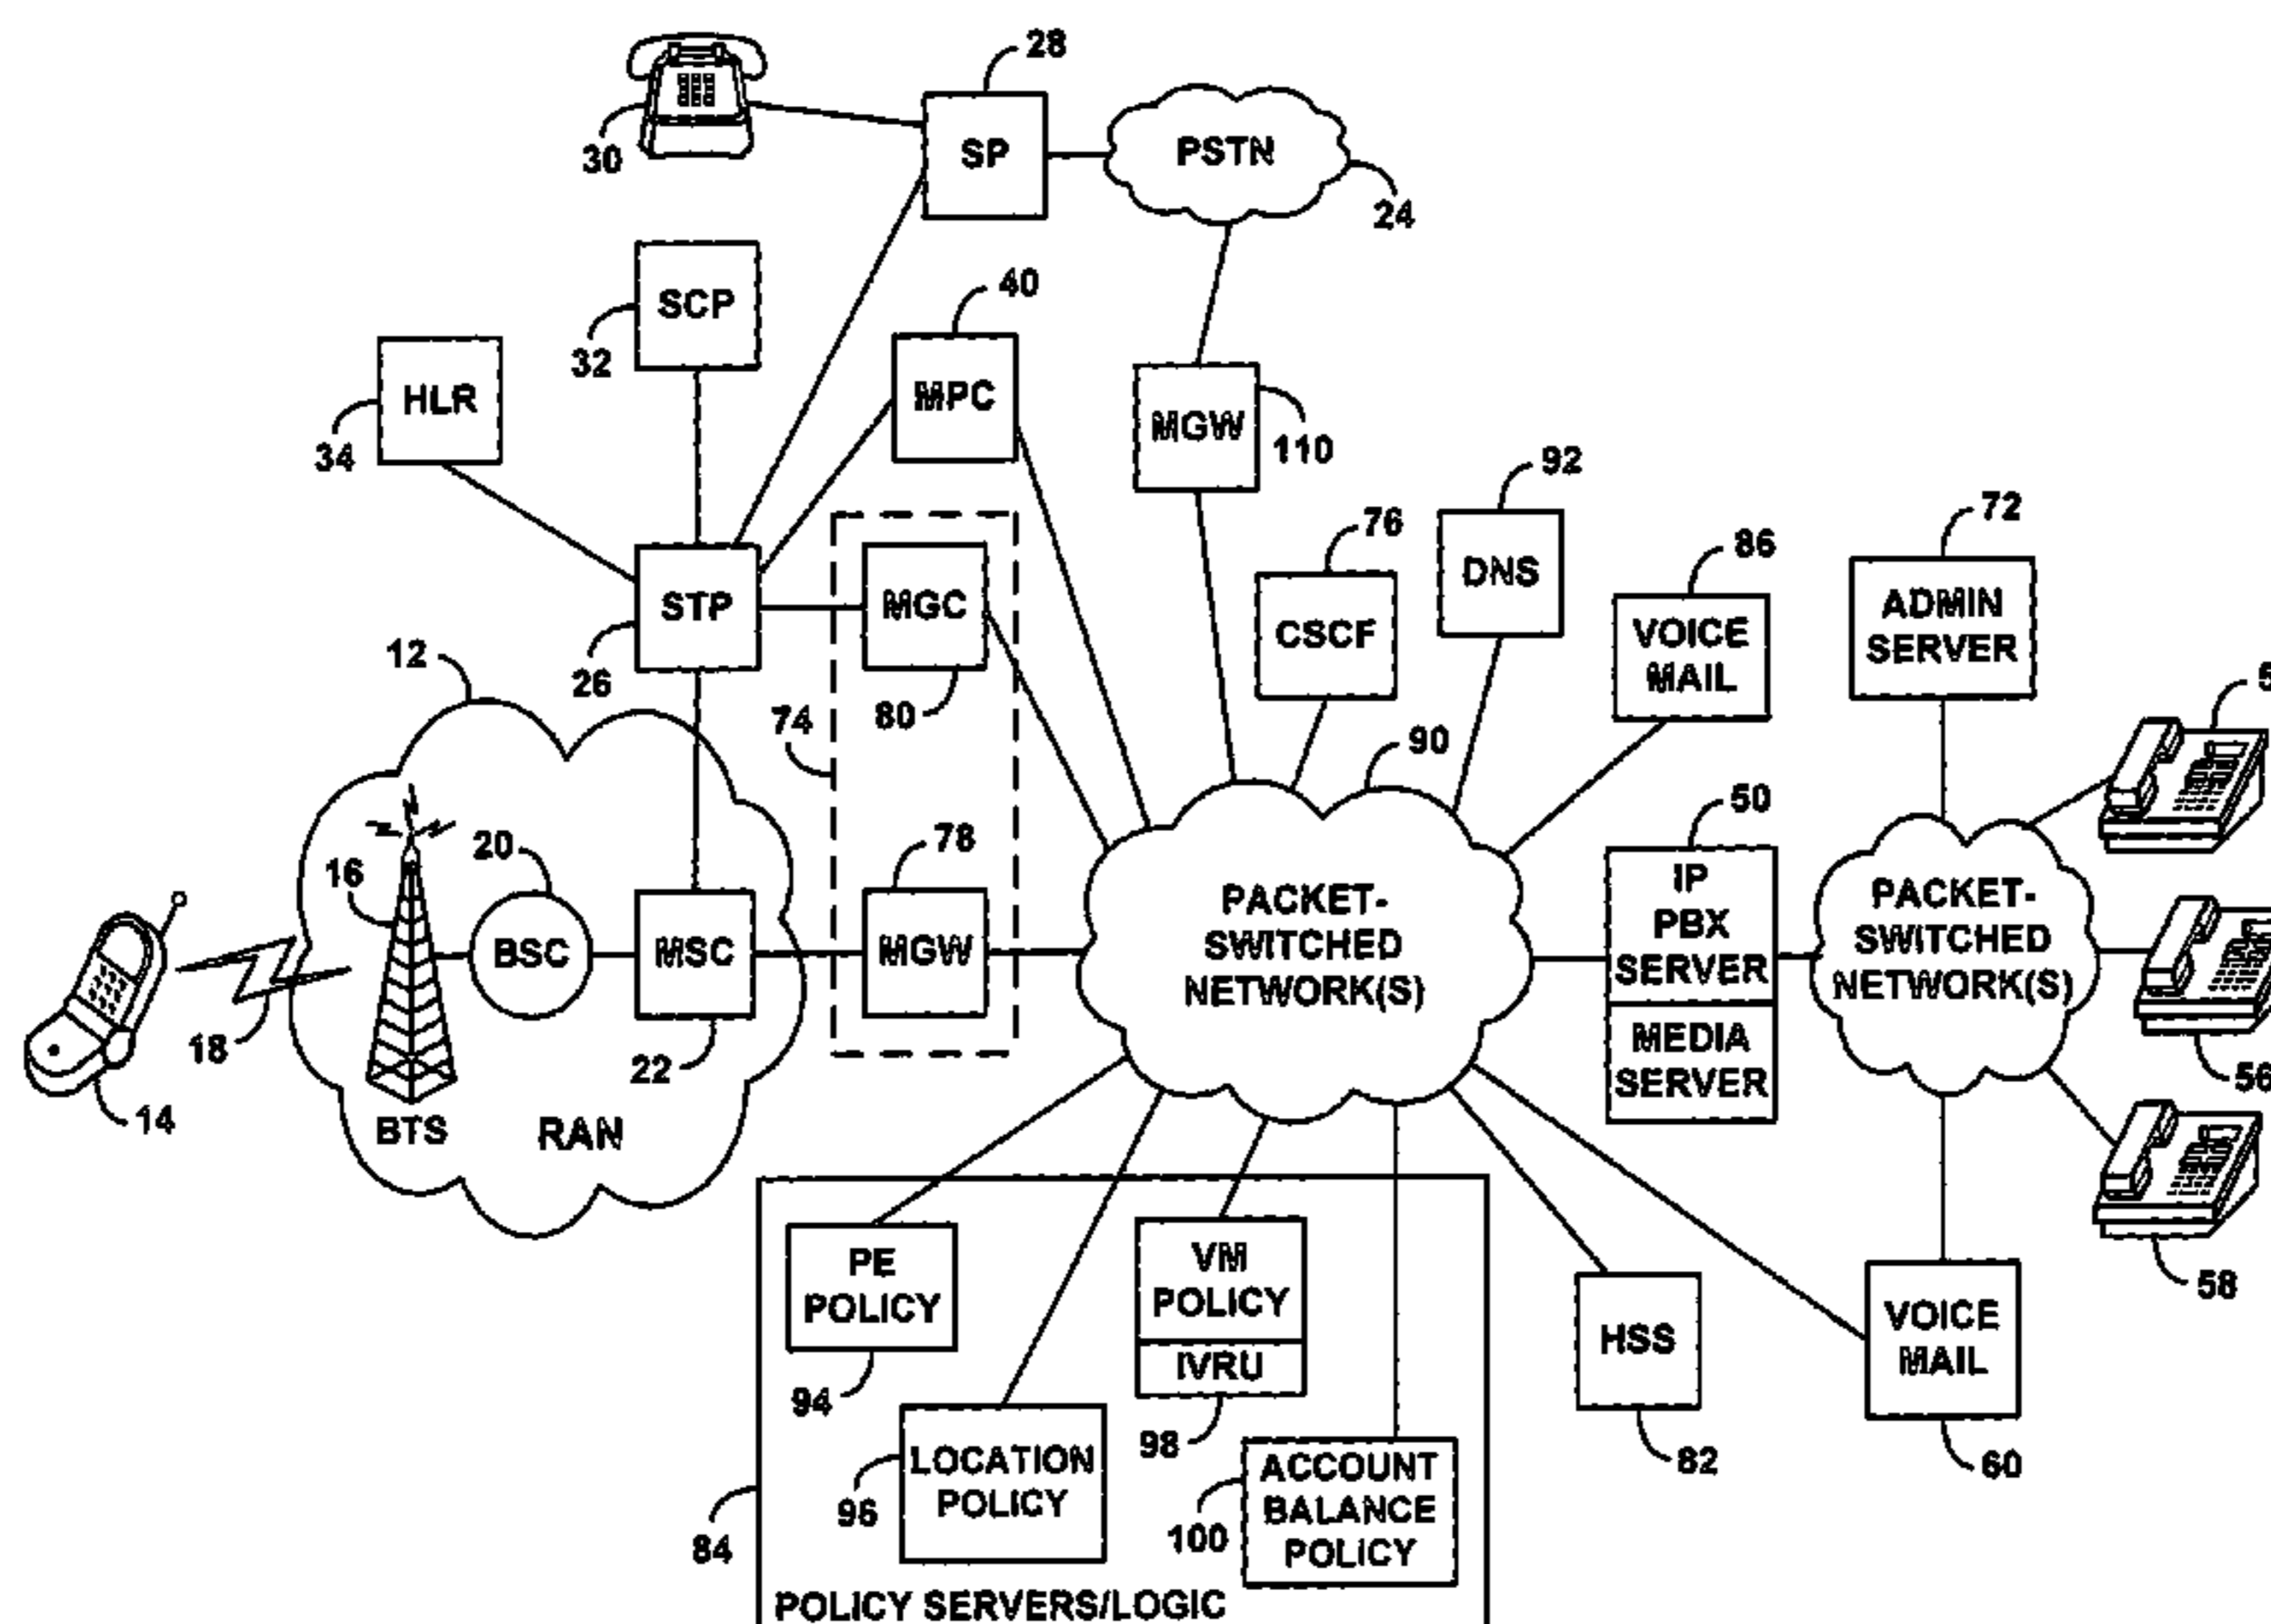 28
30
SP
PSTN
24
SCP
32
40
MPC
HLR
34
MGW
110
92
DNS
76
CSCF
86
VOICE
MAIL
72
ADMIN
SERVER
STP
26
MGC
80
74
12
90
5
50
IP
PBX
SERVER
MEDIA
SERVER
PACKET-
SWITCHED
NETWORK(S)
PACKET-
SWITCHED
NETWORK(S)
78
MGW
20
16
BSC
MSC
22
18
14
BTS
RAN
56
58
PE
POLICY
94
VM
POLICY
IVRU
98
LOCATION
POLICY
96
ACCOUNT
BALANCE
POLICY
100
84
POLICY SERVERS/LOGIC
HSS
82
VOICE
MAIL
60